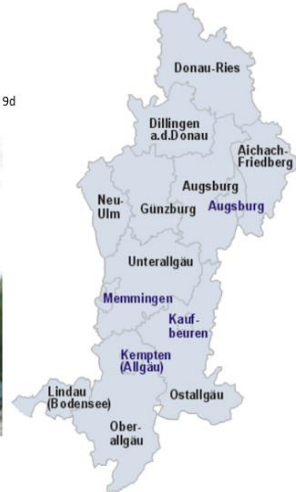 9d
Donau-Ries
Dillingen
a.d.Donau
Aichach-
Friedberg
Augsburg
Augsburg
Neu-
Ulm
Günzburg
Unterallgäu
Memmingen
Kauf-
beuren
Kempten
(Allgäu)
Lindau
(Bodensee)
Ostallgäu
Ober-
allgäu